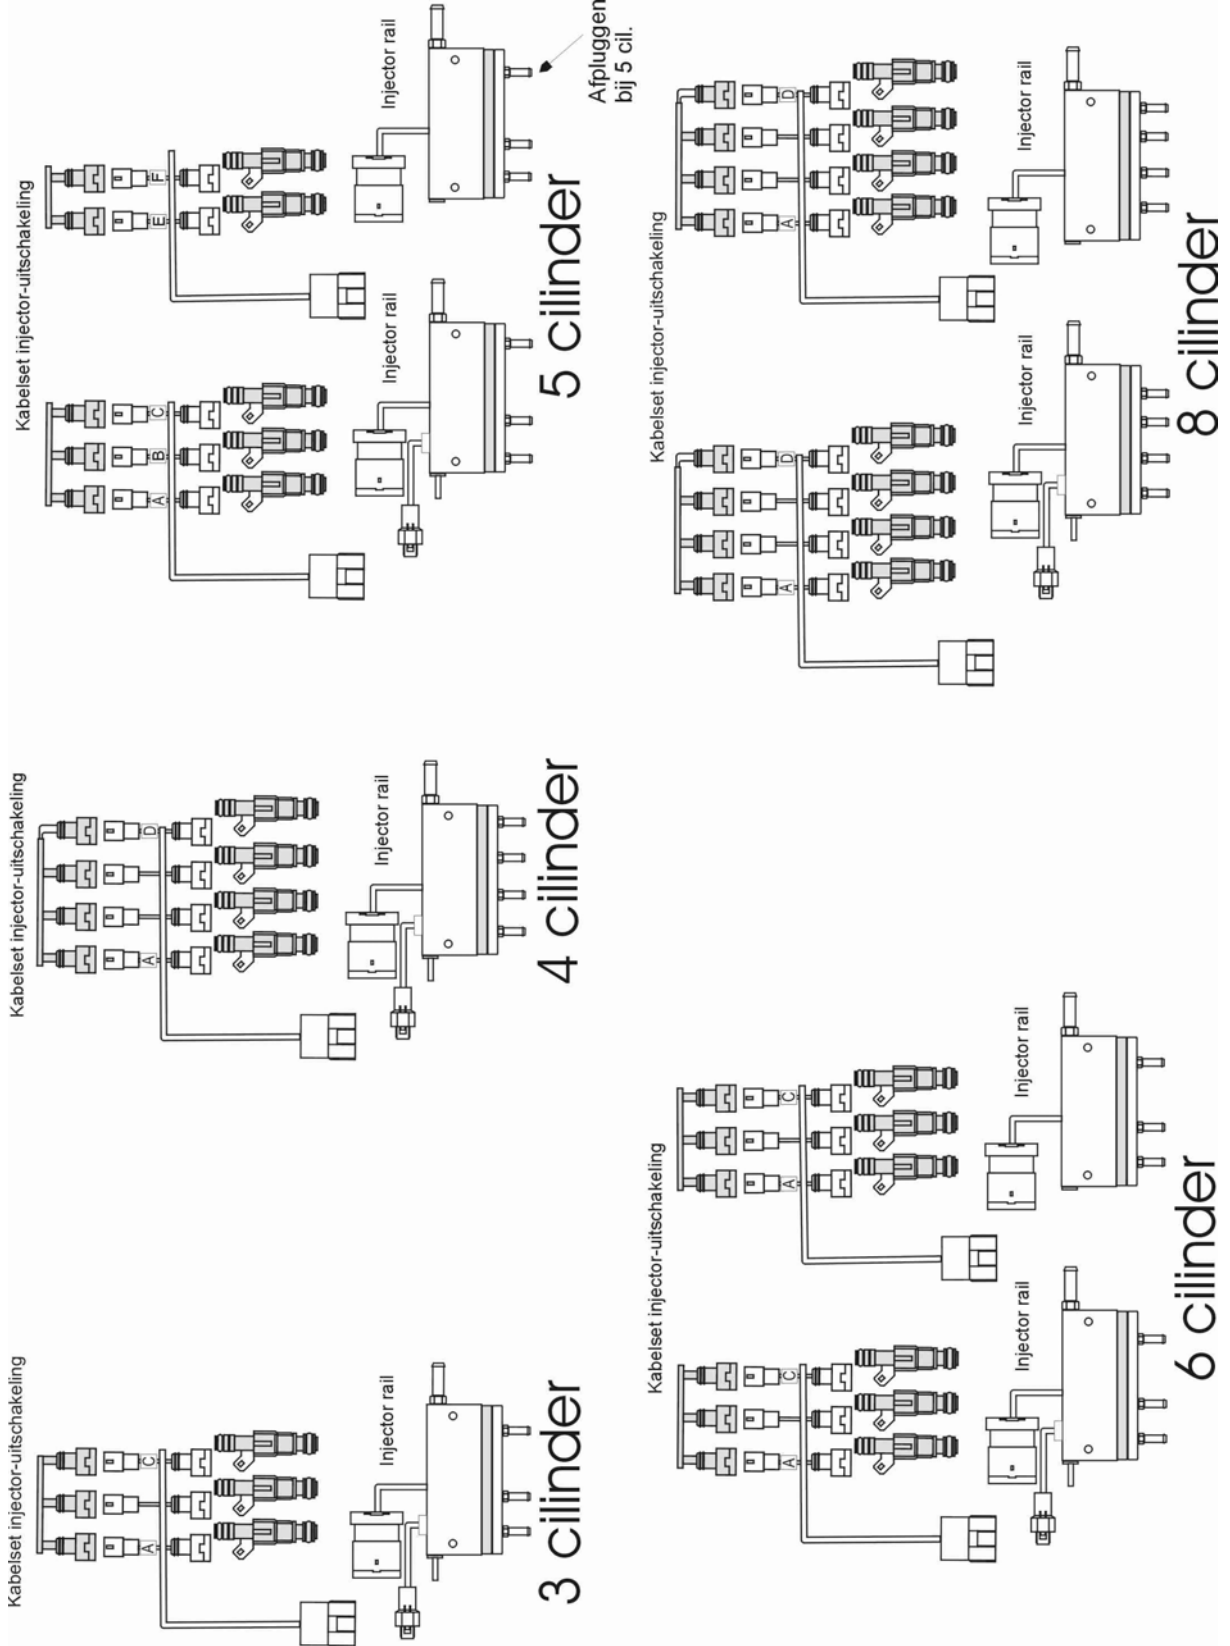 Kabelset injector-uitschakeling
A C
Injector rail
3 cilinder
Kabelset injector-uitschakeling
A D
Injector rail
4 cilinder
Kabelset injector-uitschakeling
A B C E F
Injector rail
Injector rail
5 cilinder
Afpluggen
bij 5 cil.
Kabelset injector-uitschakeling
A C A C
Injector rail
Injector rail
6 cilinder
Kabelset injector-uitschakeling
A D A D
Injector rail
Injector rail
8 cilinder